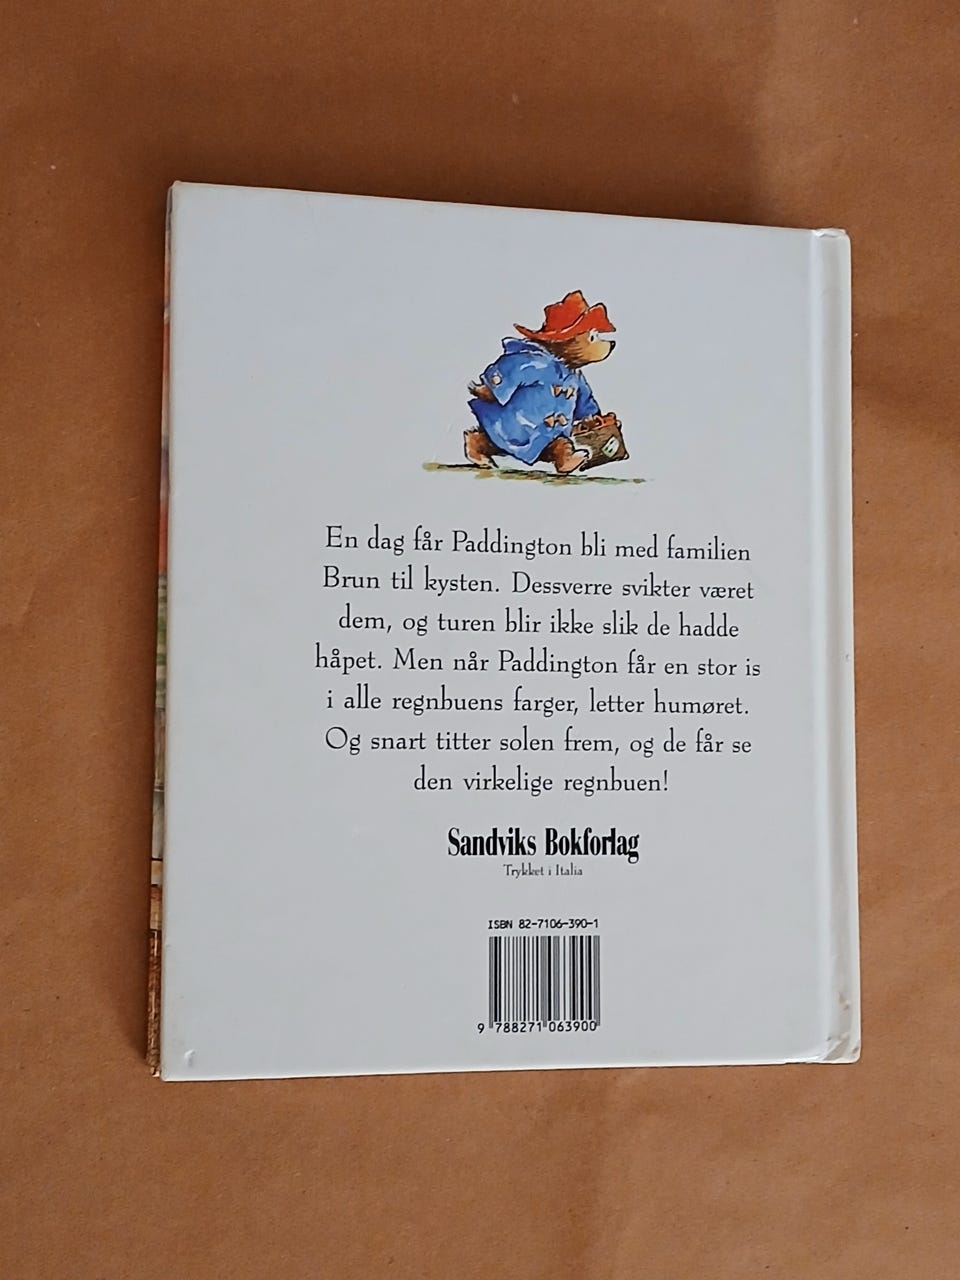 En dag får Paddington bli med familien
Brun til kysten. Dessverre svikter været
dem, og turen blir ikke slik de hadde
håpet. Men når Paddington får en stor is
i alle regnbuens farger, letter humøret.
Og snart titter solen frem, og de får se
den virkelige regnbuen!
Sandviks Bokforlag
Trykket i Italia
ISBN 82-7106-390-1
9 788271 063900